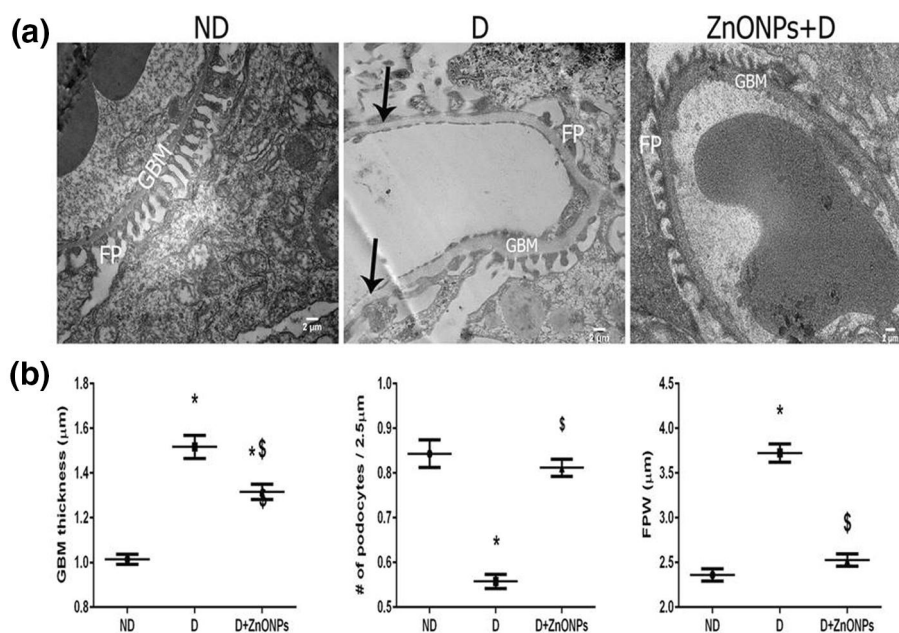 (a)
ND D ZnONPs+D
GBM
FP
2 μm
FP
GBM
2 μm
GBM
FP
2 μm
(b)
GBM thickness (μm)
1.8
1.6
1.4
1.2
1.0
0.8
*
* $
$
ND D D+ZnONPs
# of podocytes / 2.5μm
1.0
0.9
0.8
0.7
0.6
0.5
*
$
ND D D+ZnONPs
FPW (μm)
4.5
4.0
3.5
3.0
2.5
2.0
*
$
ND D D+ZnONPs